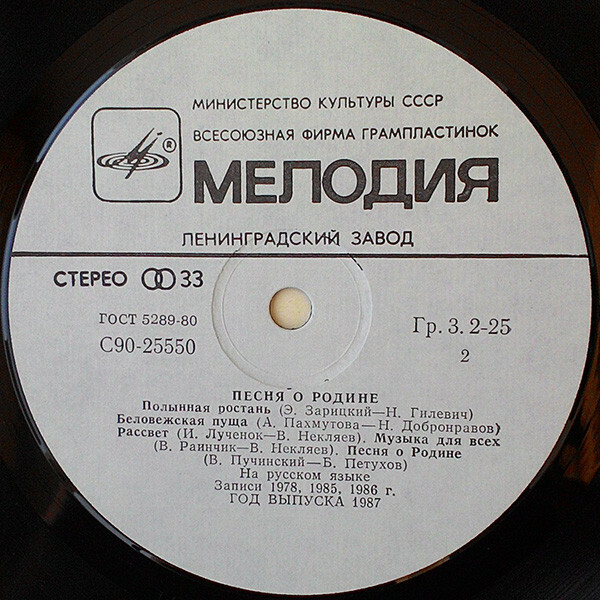 МИНИСТЕРСТВО КУЛЬТУРЫ СССР
ВСЕСОЮЗНАЯ ФИРМА ГРАМПЛАСТИНОК
®
МЕЛОДИЯ
ЛЕНИНГРАДСКИЙ ЗАВОД
СТЕРЕО 33
ГОСТ 5289-80
Гр. 3. 2-25
С90-25550
2
ПЕСНЯ О РОДИНЕ
Полынная ростань (Э. Зарицкий—Н. Гилевич)
Беловежская пуща (А. Пахмутова—Н. Добронравов)
Рассвет (И. Лученок—В. Некляев). Музыка для всех
(В. Раинчик—В. Некляев). Песня о Родине
(В. Пучинский—Б. Петухов)
На русском языке
Записи 1978, 1985, 1986 г.
ГОД ВЫПУСКА 1987